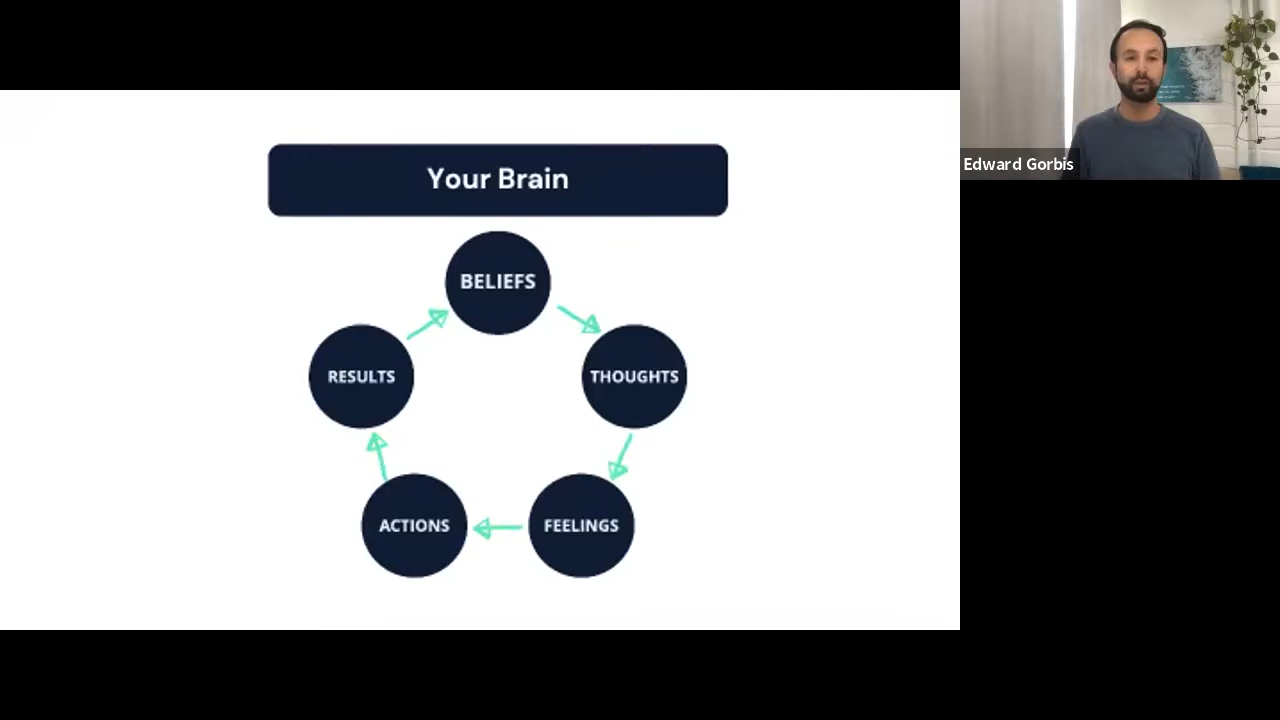 Your Brain
BELIEFS
RESULTS
THOUGHTS
ACTIONS
FEELINGS
Edward Gorbis